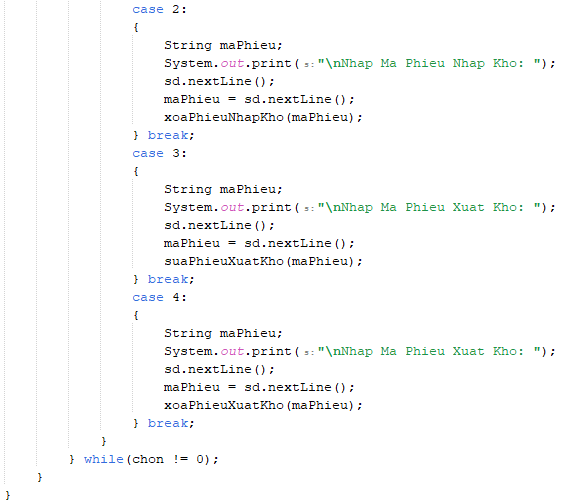 case 2:
{
String maPhieu;
System.out.print( s:"\nNhap Ma Phieu Nhap Kho: ");
sd.nextLine();
maPhieu = sd.nextLine();
xoaPhieuNhapKho(maPhieu);
} break;
case 3:
{
String maPhieu;
System.out.print( s:"\nNhap Ma Phieu Xuat Kho: ");
sd.nextLine();
maPhieu = sd.nextLine();
suaPhieuXuatKho(maPhieu);
} break;
case 4:
{
String maPhieu;
System.out.print( s:"\nNhap Ma Phieu Xuat Kho: ");
sd.nextLine();
maPhieu = sd.nextLine();
xoaPhieuXuatKho(maPhieu);
} break;
}
} while(chon != 0);
}
}